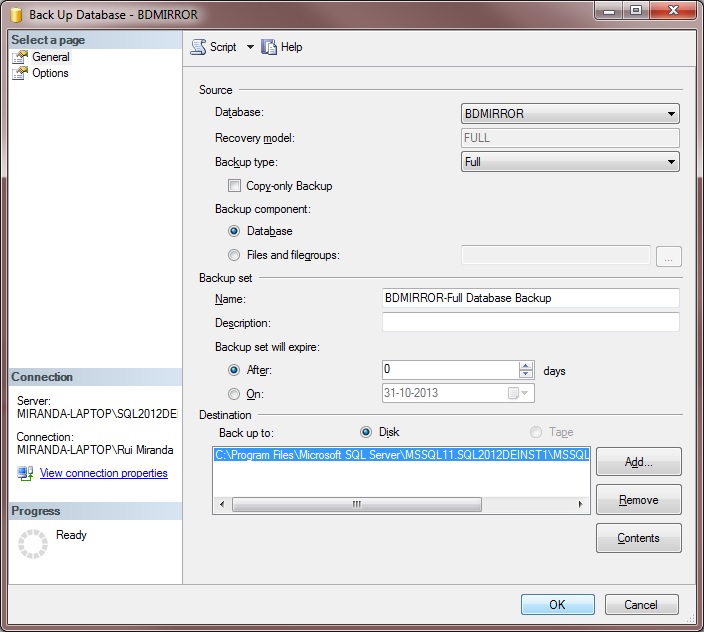 Back Up Database - BDMIRROR
Select a page
General
Options
Script
Help
Source
Database:
BDMIRROR
Recovery model:
FULL
Backup type:
Full
Copy-only Backup
Backup component:
Database
Files and filegroups:
...
Backup set
Name:
BDMIRROR-Full Database Backup
Description:
Backup set will expire:
After:
0
days
On:
31-10-2013
Destination
Back up to:
Disk
Tape
C:\Program Files\Microsoft SQL Server\MSSQL11.SQL2012DEINST1\MSSQL
Add...
Remove
Contents
Connection
Server:
MIRANDA-LAPTOP\SQL2012DEI
Connection:
MIRANDA-LAPTOP\Rui Miranda
View connection properties
Progress
Ready
OK
Cancel